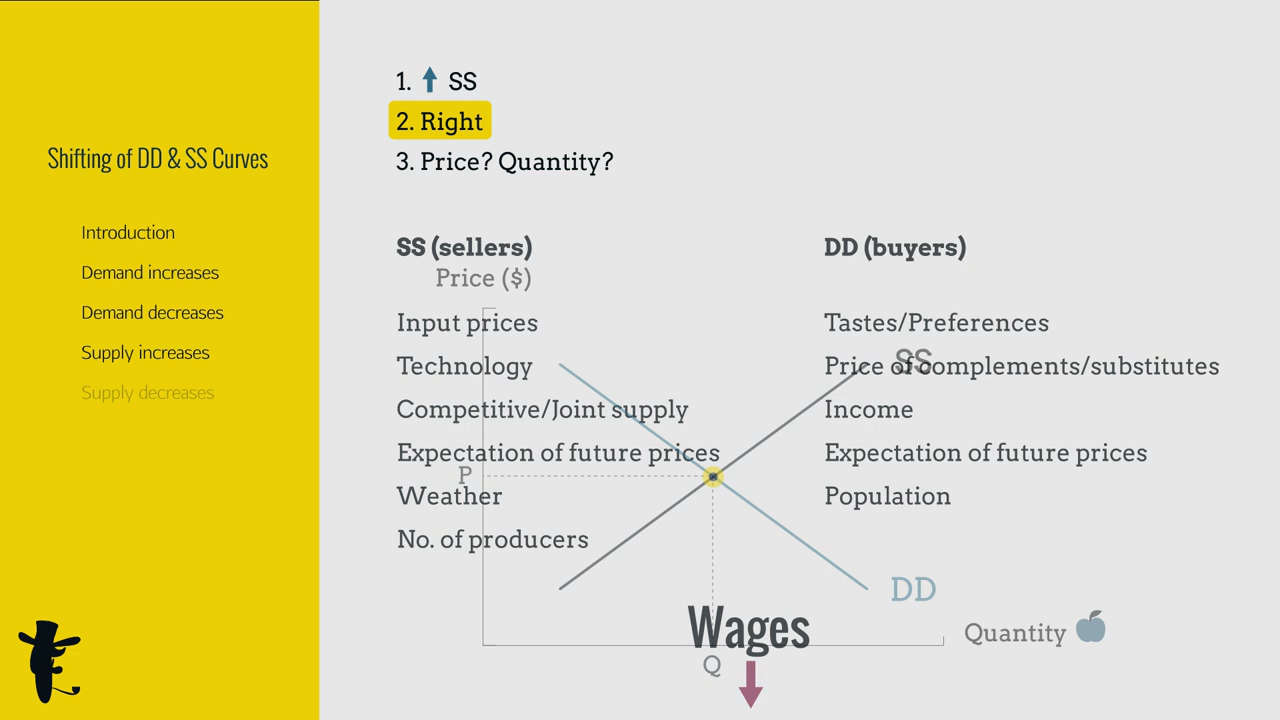 Shifting of DD & SS Curves
Introduction
Demand increases
Demand decreases
Supply increases
Supply decreases
1. ↑ SS
2. Right
3. Price? Quantity?
SS (sellers)
Price ($)
Input prices
Technology
Competitive/Joint supply
Expectation of future prices
P
Weather
No. of producers
DD (buyers)
Tastes/Preferences
SS
Price of complements/substitutes
Income
Expectation of future prices
Population
DD
Wages
Quantity
Q